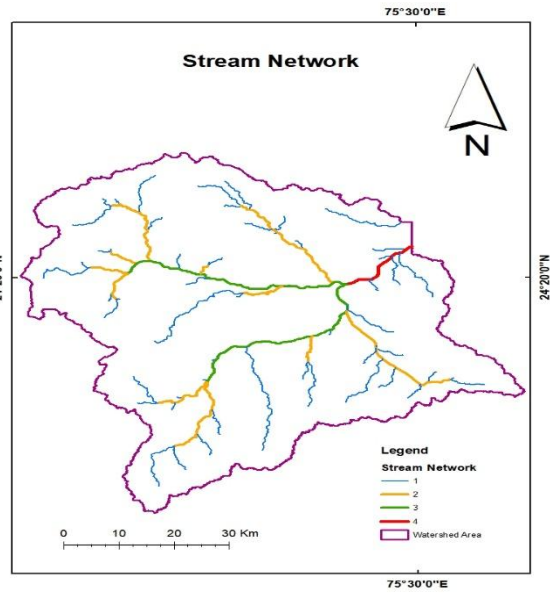 75°30'0"E
Stream Network
N
24°20'0"N
Legend
Stream Network
1
2
3
4
Watershed Area
0 10 20 30 Km
75°30'0"E